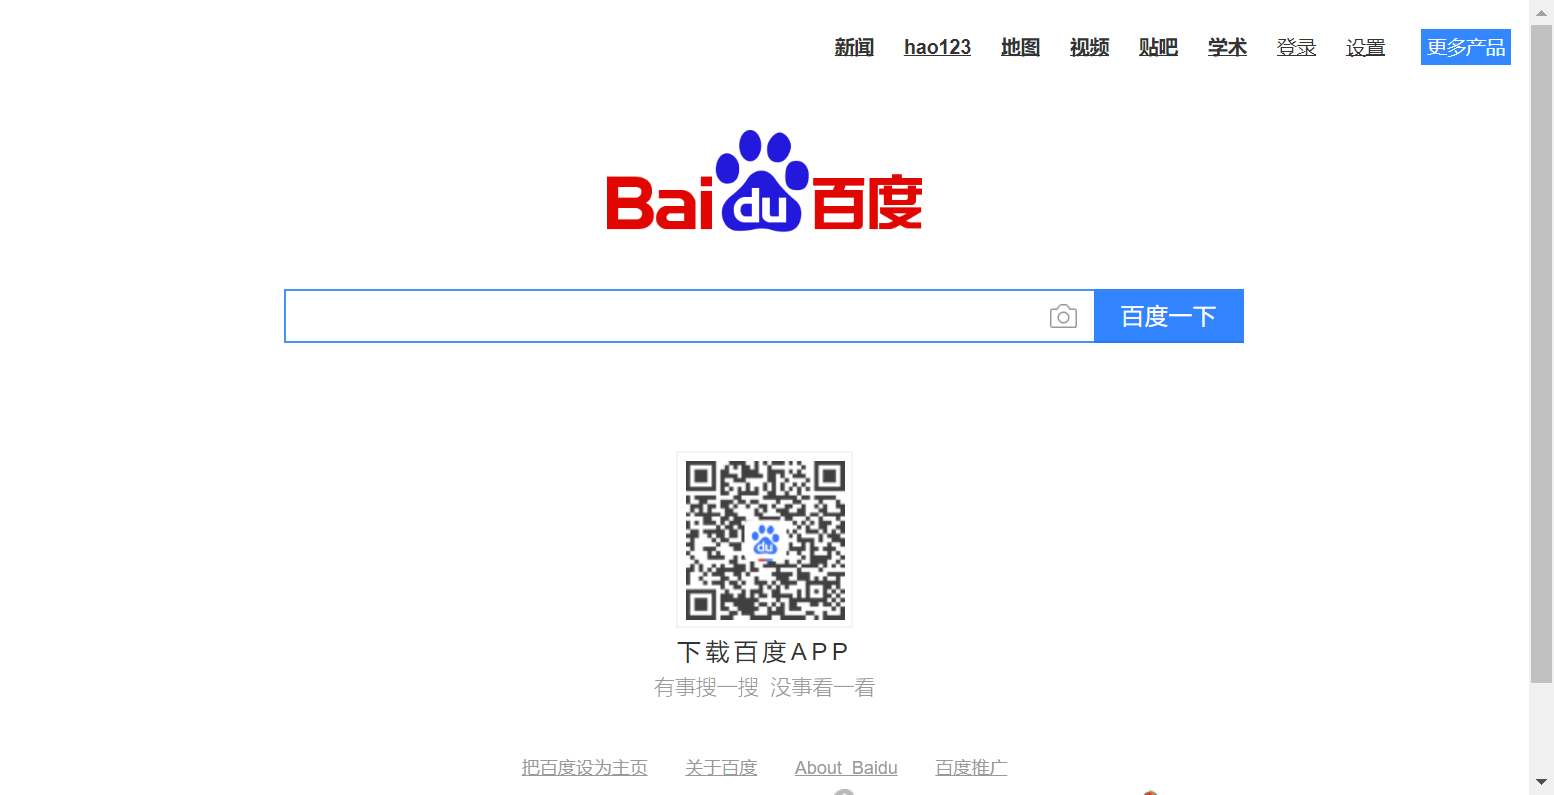 新闻 hao123 地图 视频 贴吧 学术 登录 设置 更多产品
Bai du 百度
百度一下
du
下载百度APP
有事搜一搜 没事看一看
把百度设为主页 关于百度 About Baidu 百度推广